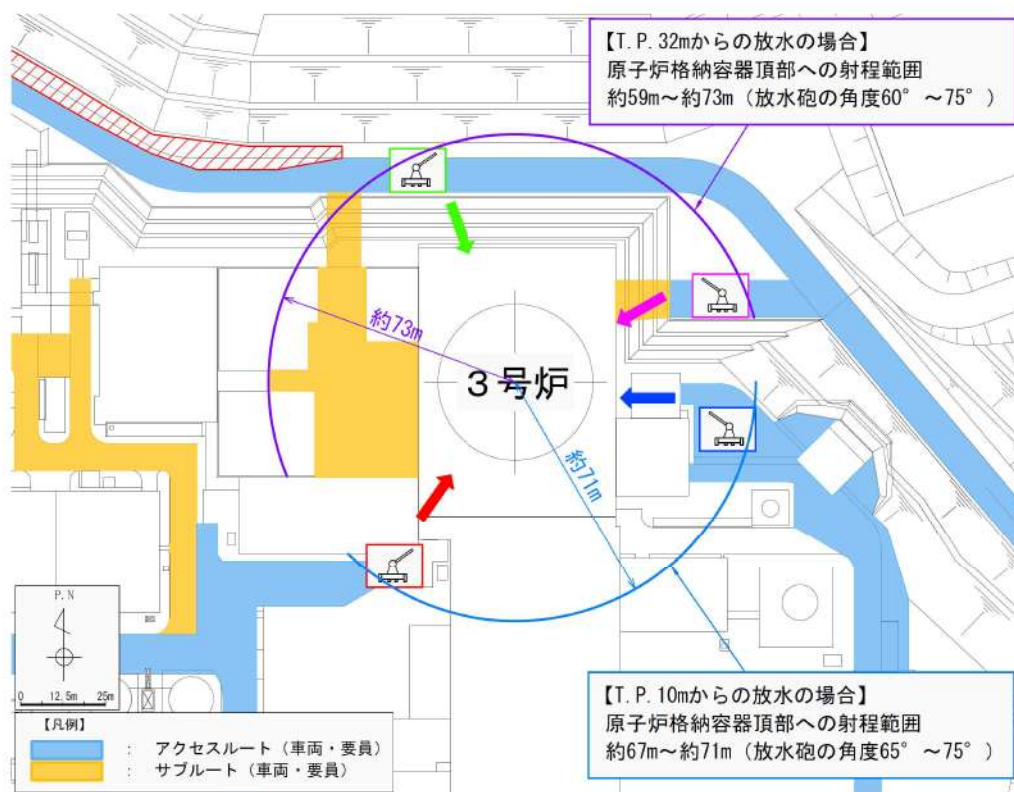 【T.P.32mからの放水の場合】
原子炉格納容器頂部への射程範囲
約59m~約73m（放水砲の角度60°~75°）
約73m
3号炉
約71m
P.N
0 12.5m 25m
【凡例】
: アクセスルート（車両・要員）
: サブルート（車両・要員）
【T.P.10mからの放水の場合】
原子炉格納容器頂部への射程範囲
約67m~約71m（放水砲の角度65°~75°）